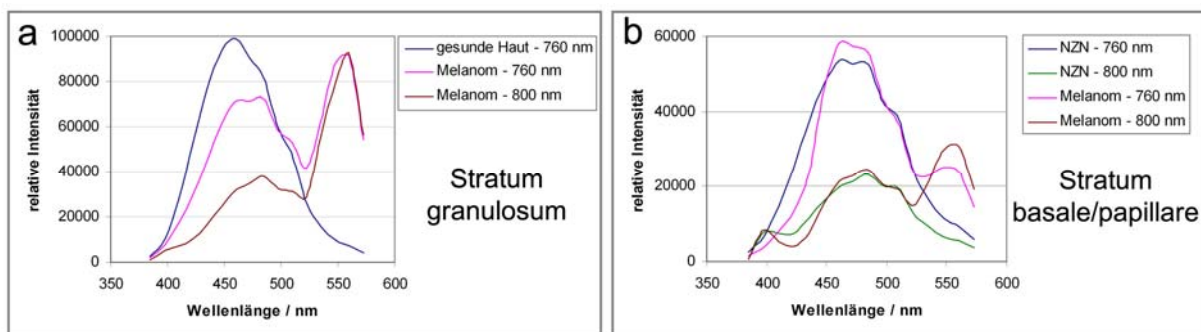 a
relative Intensität
100000
80000
60000
40000
20000
0
350 400 450 500 550 600
Wellenlänge / nm
gesunde Haut - 760 nm
Melanom - 760 nm
Melanom - 800 nm
Stratum
granulosum
b
relative Intensität
60000
40000
20000
0
350 400 450 500 550 600
Wellenlänge / nm
NZN - 760 nm
NZN - 800 nm
Melanom - 760 nm
Melanom - 800 nm
Stratum
basale/papillare